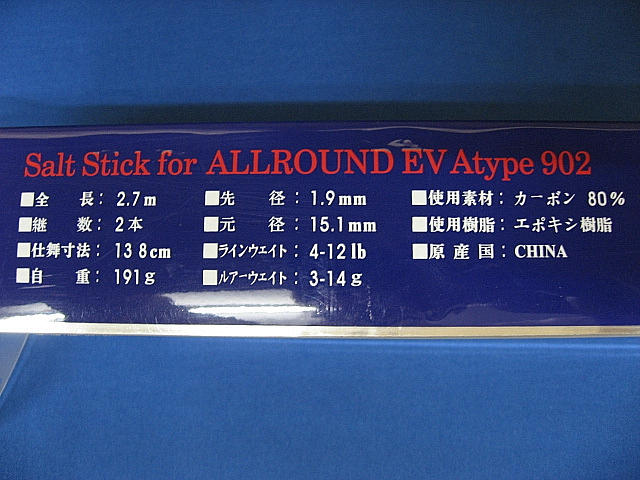 Salt Stick for ALLROUND EV Atype 902
■全 長：2.7m ■先 径：1.9mm ■使用素材：カーボン 80%
■継 数：2本 ■元 径：15.1mm ■使用樹脂：エポキシ樹脂
■仕舞寸法：138cm ■ラインウエイト：4-12lb ■原産国：CHINA
■自 重：191g ■ルアーウエイト：3-14g